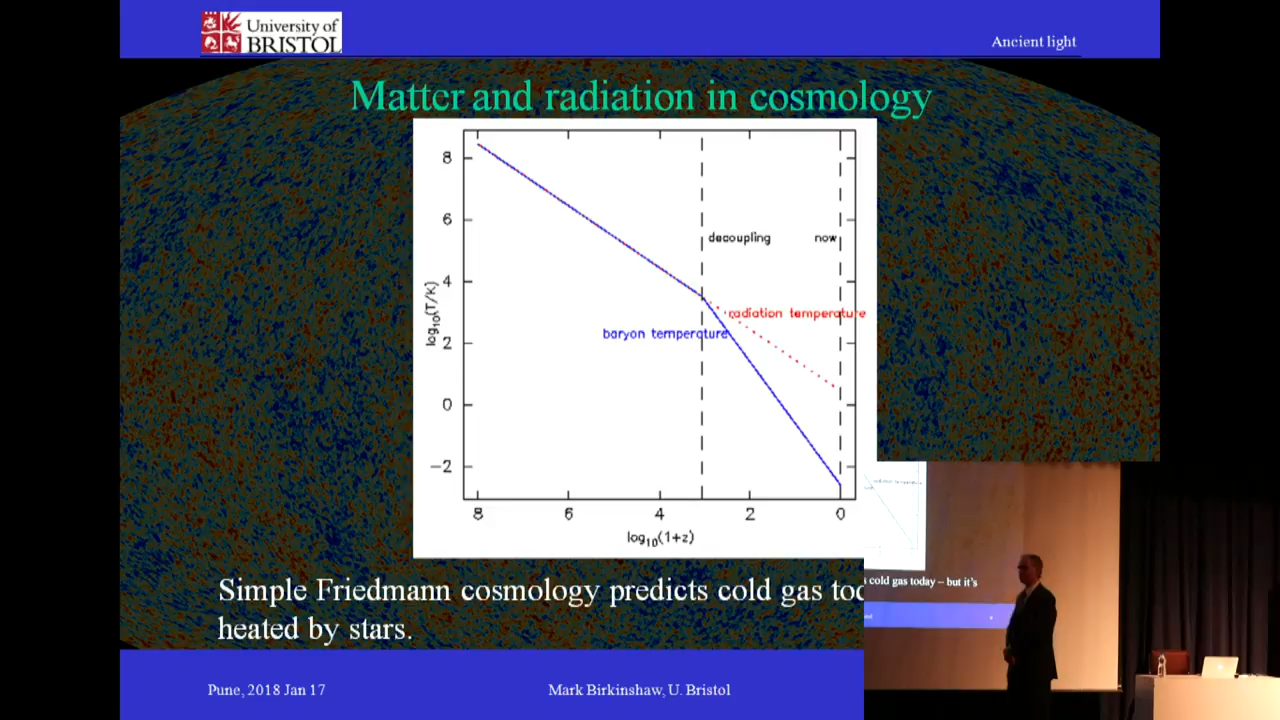 University of
BRISTOL
Ancient light
Matter and radiation in cosmology
8
6
4
2
0
−2
log10(T/K)
decoupling
now
radiation temperature
baryon temperature
8
6
4
2
0
log10(1+z)
Simple Friedmann cosmology predicts cold gas
heated by stars.
cold gas today – but it's
Pune, 2018 Jan 17
Mark Birkinshaw, U. Bristol